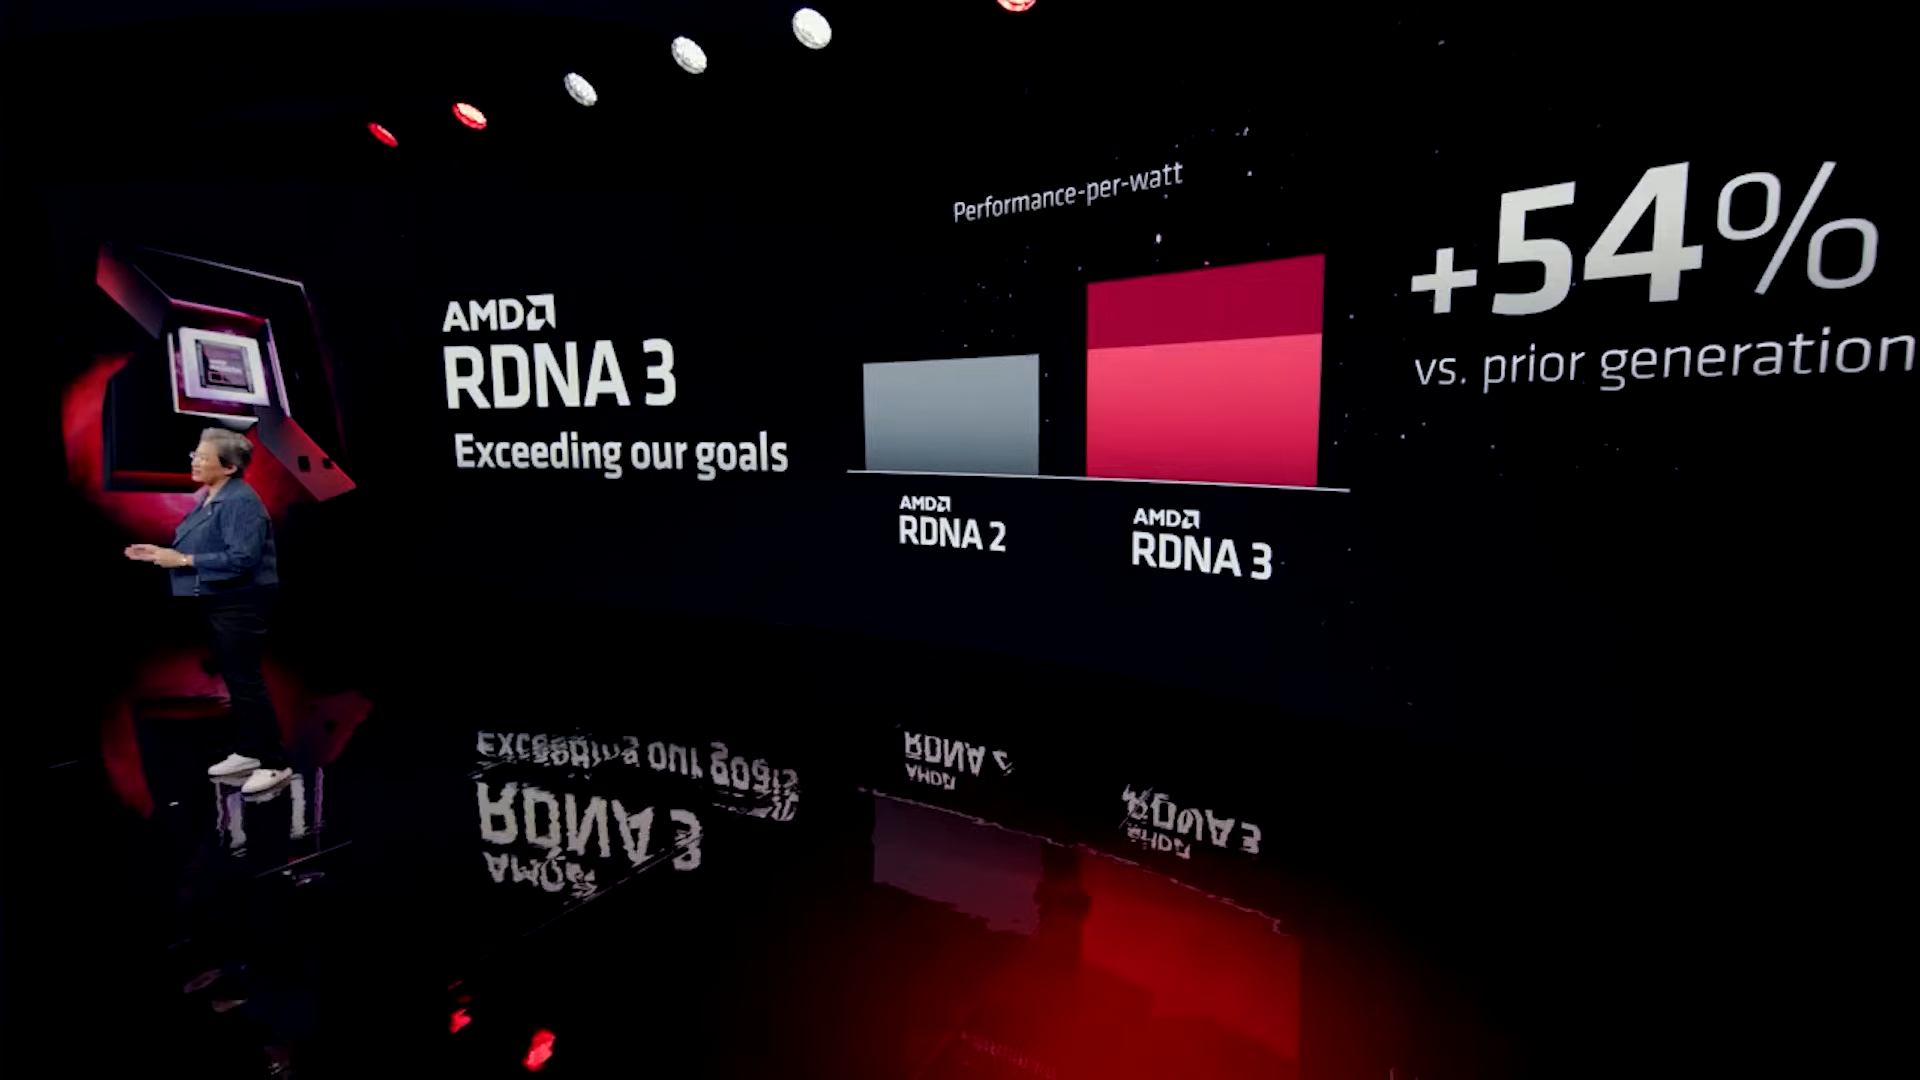 AMD
RDNA 3
Exceeding our goals
Performance-per-watt
AMD
RDNA 2
AMD
RDNA 3
+54%
vs. prior generation